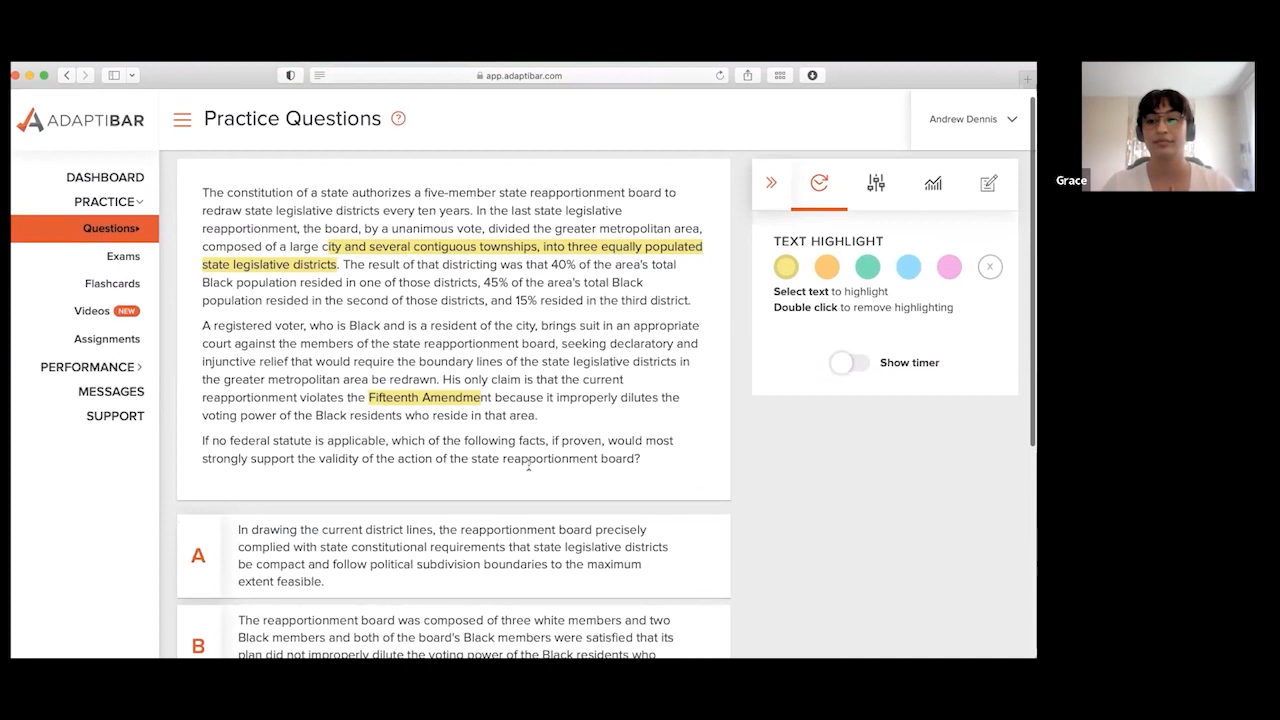 app.adaptibar.com
ADAPTIBAR
Practice Questions ?
Andrew Dennis
DASHBOARD
PRACTICE
Questions
Exams
Flashcards
Videos NEW
Assignments
PERFORMANCE
MESSAGES
SUPPORT
The constitution of a state authorizes a five-member state reapportionment board to
redraw state legislative districts every ten years. In the last state legislative
reapportionment, the board, by a unanimous vote, divided the greater metropolitan area,
composed of a large city and several contiguous townships, into three equally populated
state legislative districts. The result of that districting was that 40% of the area's total
Black population resided in one of those districts, 45% of the area's total Black
population resided in the second of those districts, and 15% resided in the third district.
A registered voter, who is Black and is a resident of the city, brings suit in an appropriate
court against the members of the state reapportionment board, seeking declaratory and
injunctive relief that would require the boundary lines of the state legislative districts in
the greater metropolitan area be redrawn. His only claim is that the current
reapportionment violates the Fifteenth Amendment because it improperly dilutes the
voting power of the Black residents who reside in that area.
If no federal statute is applicable, which of the following facts, if proven, would most
strongly support the validity of the action of the state reapportionment board?
A
In drawing the current district lines, the reapportionment board precisely
complied with state constitutional requirements that state legislative districts
be compact and follow political subdivision boundaries to the maximum
extent feasible.
B
The reapportionment board was composed of three white members and two
Black members and both of the board's Black members were satisfied that its
plan did not improperly dilute the voting power of the Black residents who
TEXT HIGHLIGHT
X
Select text to highlight
Double click to remove highlighting
Show timer
Grace